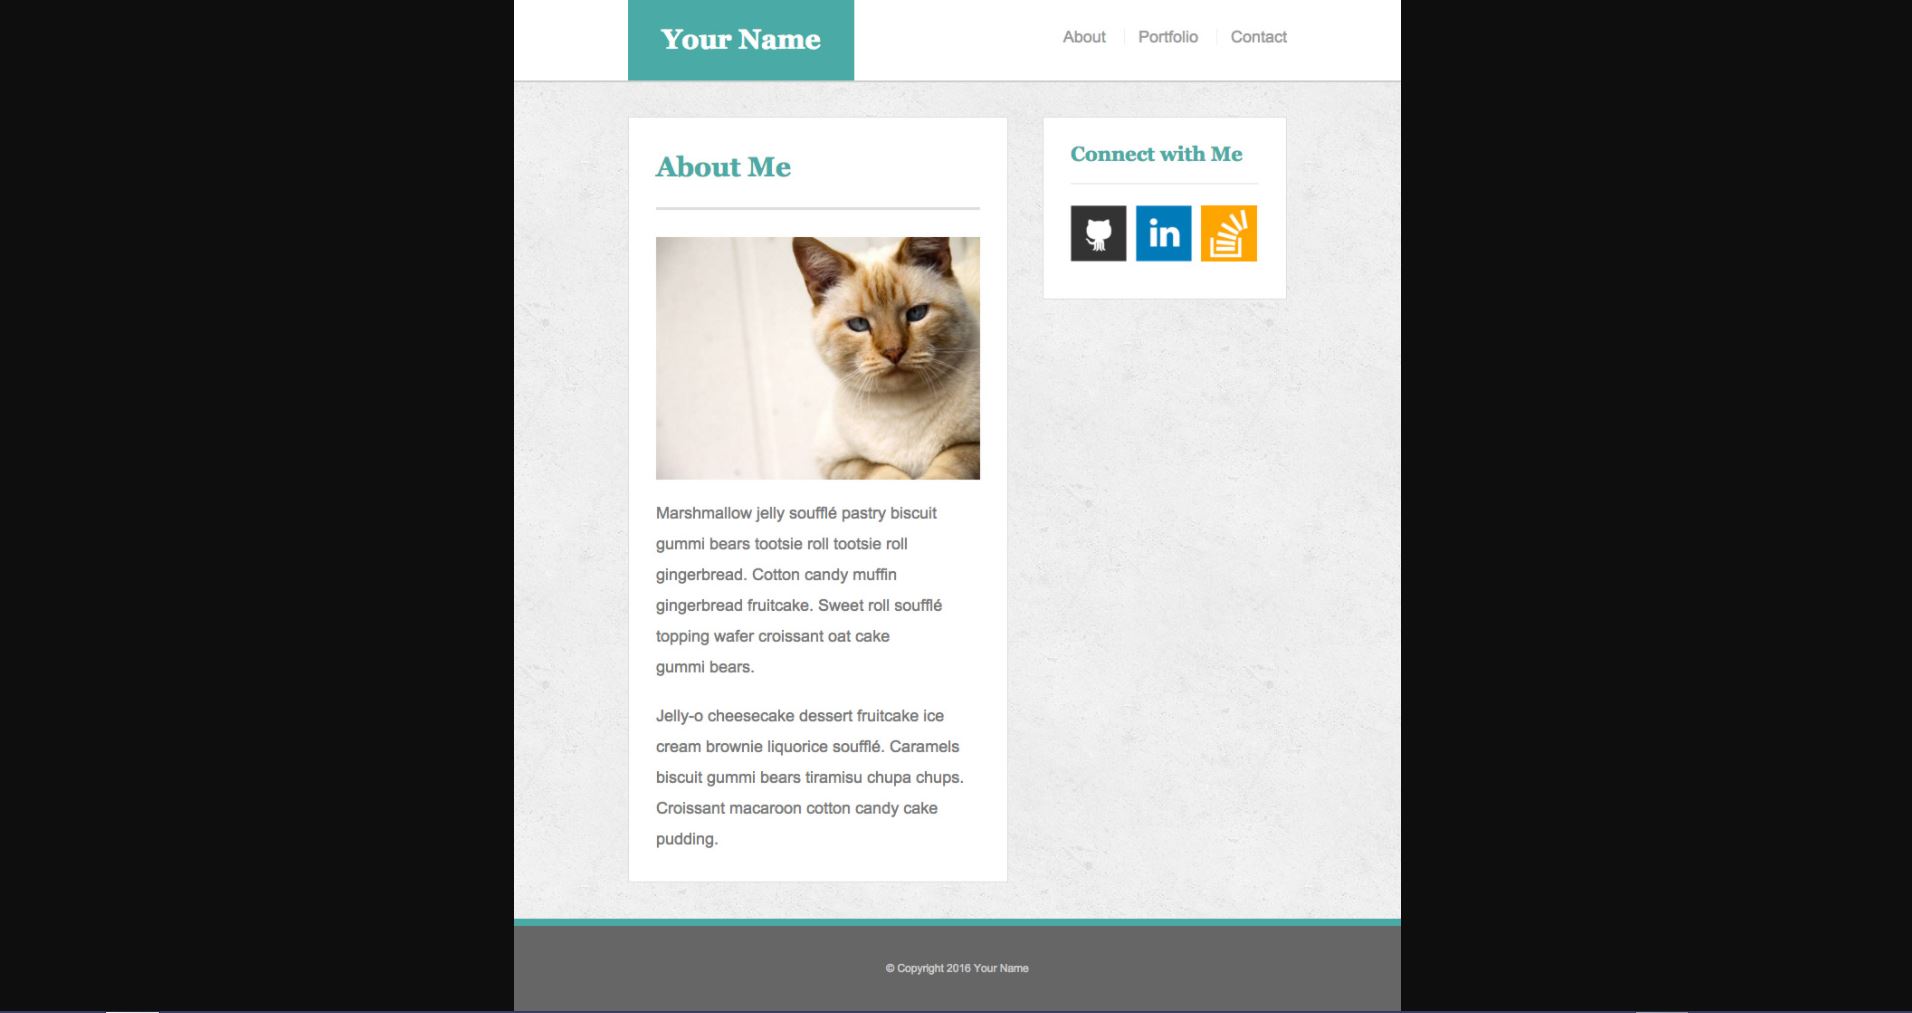 Your Name
About
Portfolio
Contact
About Me
Marshmallow jelly soufflé pastry biscuit
gummi bears tootsie roll tootsie roll
gingerbread. Cotton candy muffin
gingerbread fruitcake. Sweet roll soufflé
topping wafer croissant oat cake
gummi bears.
Jelly-o cheesecake dessert fruitcake ice
cream brownie liquorice soufflé. Caramels
biscuit gummi bears tiramisu chupa chups.
Croissant macaroon cotton candy cake
pudding.
Connect with Me
in
© Copyright 2016 Your Name